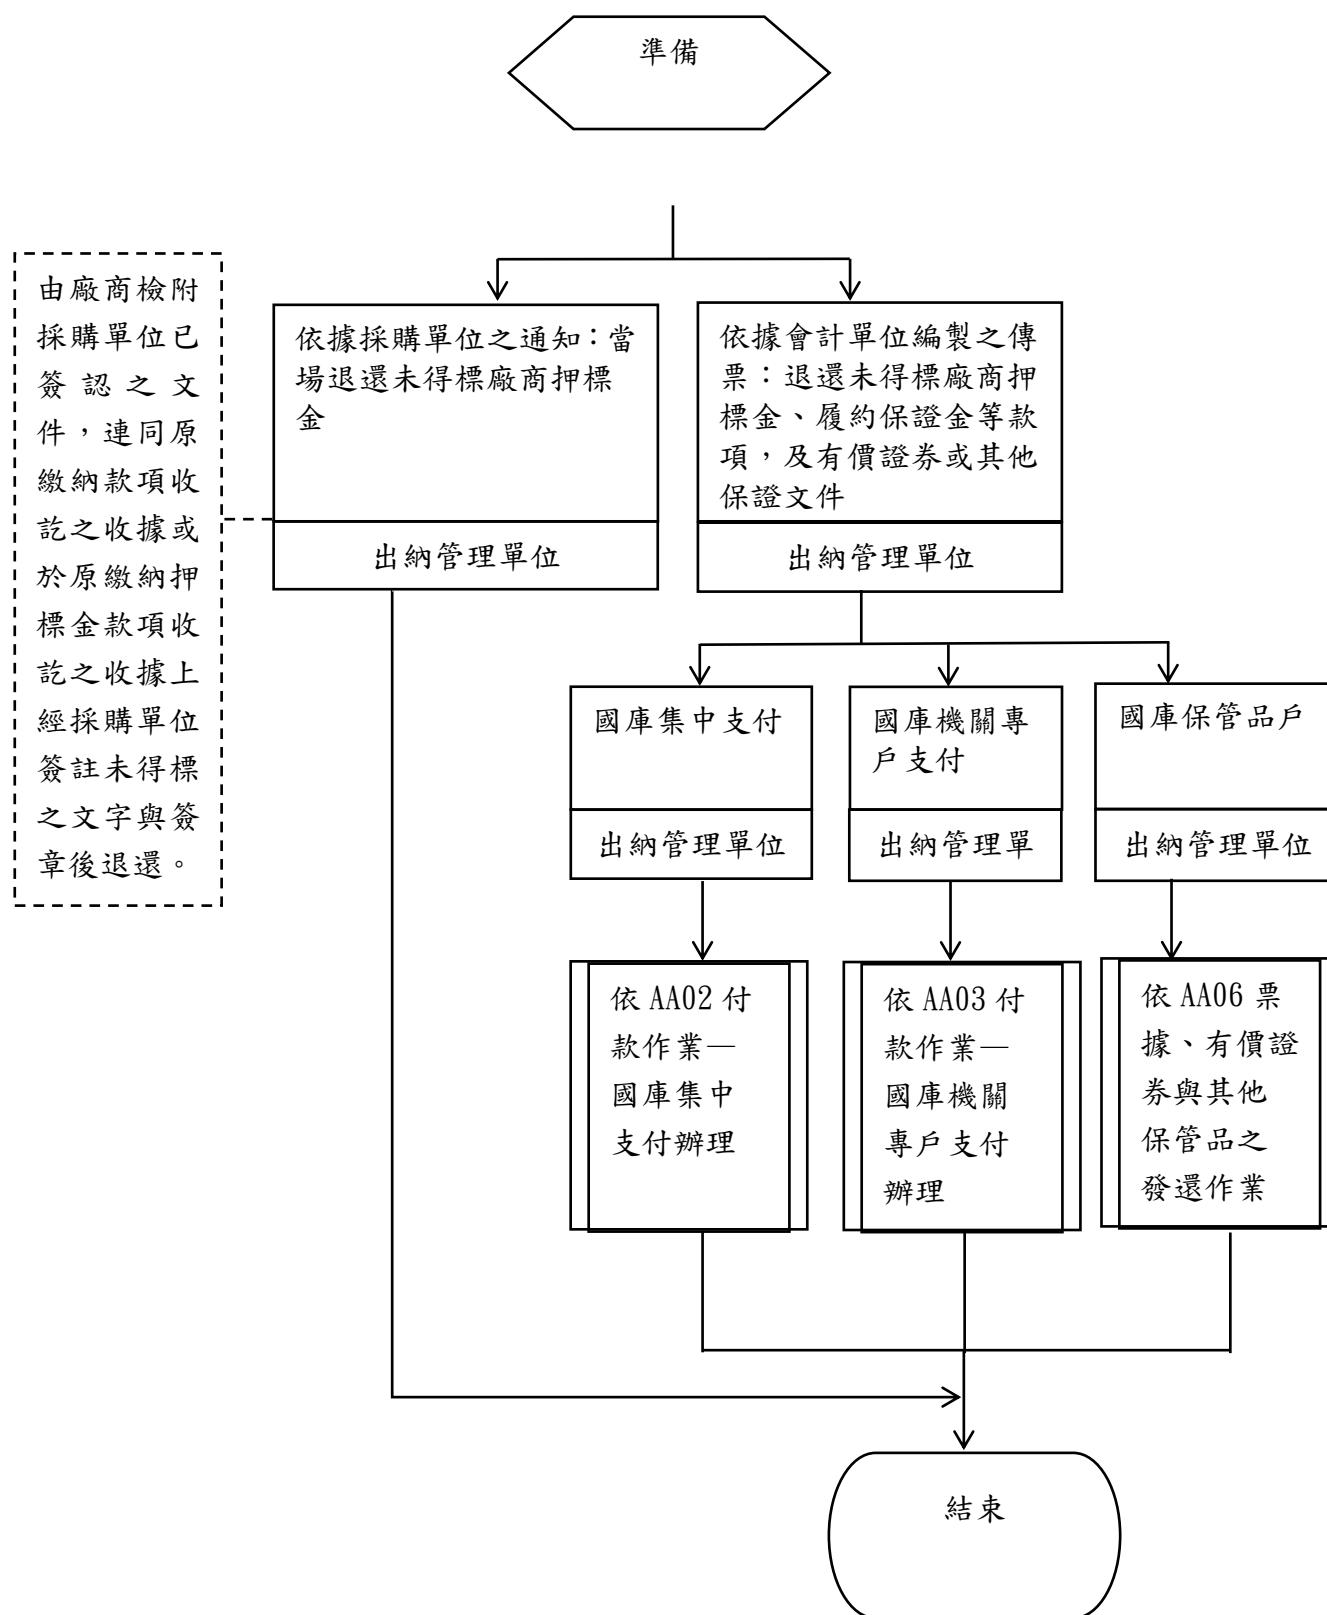 準備
由廠商檢附
採購單位已
簽認之文
件，連同原
繳納款項收
訖之收據或
於原繳納押
標金款項收
訖之收據上
經採購單位
簽註未得標
之文字與簽
章後退還。
依據採購單位之通知：當
場退還未得標廠商押標
金
出納管理單位
依據會計單位編製之傳
票：退還未得標廠商押
標金、履約保證金等款
項，及有價證券或其他
保證文件
出納管理單位
國庫集中支付
出納管理單位
國庫機關專
戶支付
出納管理單
國庫保管品戶
出納管理單位
依 AA02 付
款作業—
國庫集中
支付辦理
依 AA03 付
款作業—
國庫機關
專戶支付
辦理
依 AA06 票
據、有價證
券與其他
保管品之
發還作業
結束